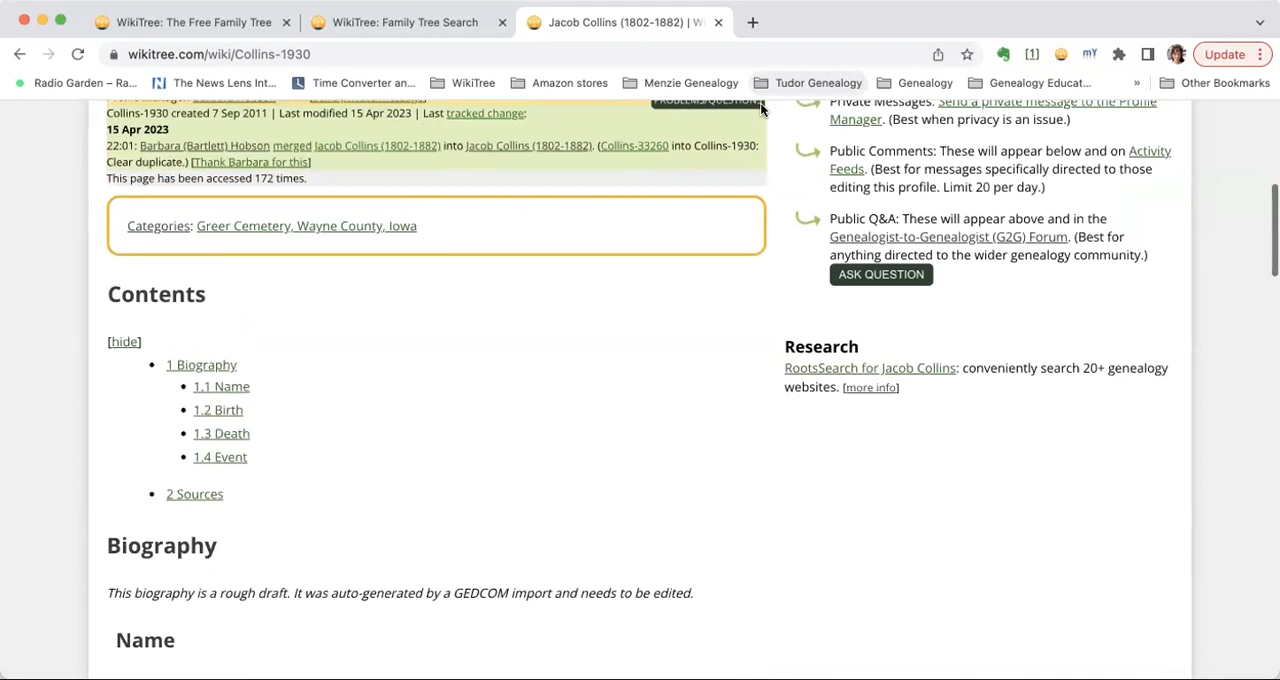 WikiTree: The Free Family Tree
WikiTree: Family Tree Search
Jacob Collins (1802-1882) | W
wikitree.com/wiki/Collins-1930
Update
Radio Garden – Ra...
The News Lens Int...
Time Converter an...
WikiTree
Amazon stores
Menzie Genealogy
Tudor Genealogy
Genealogy
Genealogy Educat...
»
Other Bookmarks
Collins-1930 created 7 Sep 2011 | Last modified 15 Apr 2023 | Last tracked change:
15 Apr 2023
22:01: Barbara (Bartlett) Hobson merged Jacob Collins (1802-1882) into Jacob Collins (1802-1882). (Collins-33260 into Collins-1930:
Clear duplicate.) [Thank Barbara for this]
This page has been accessed 172 times.
Categories: Greer Cemetery, Wayne County, Iowa
Contents
[hide]
1 Biography
1.1 Name
1.2 Birth
1.3 Death
1.4 Event
2 Sources
Biography
This biography is a rough draft. It was auto-generated by a GEDCOM import and needs to be edited.
Name
Private Messages: Send a private message to the Profile
Manager. (Best when privacy is an issue.)
Public Comments: These will appear below and on Activity
Feeds. (Best for messages specifically directed to those
editing this profile. Limit 20 per day.)
Public Q&A: These will appear above and in the
Genealogist-to-Genealogist (G2G) Forum. (Best for
anything directed to the wider genealogy community.)
ASK QUESTION
Research
RootsSearch for Jacob Collins: conveniently search 20+ genealogy
websites. [more info]